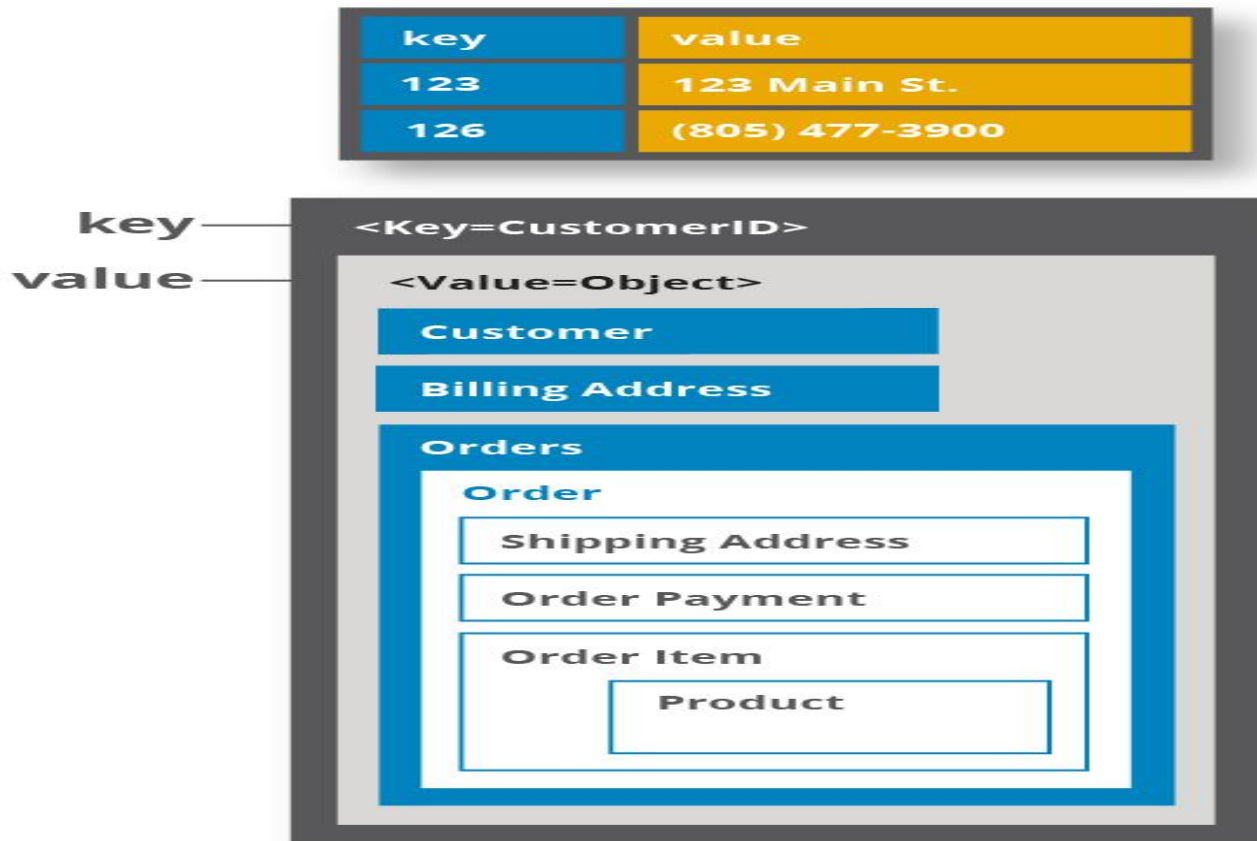 key value
123 123 Main St.
126 (805) 477-3900
key <Key=CustomerID>
value <Value=Object>
Customer
Billing Address
Orders
Order
Shipping Address
Order Payment
Order Item
Product